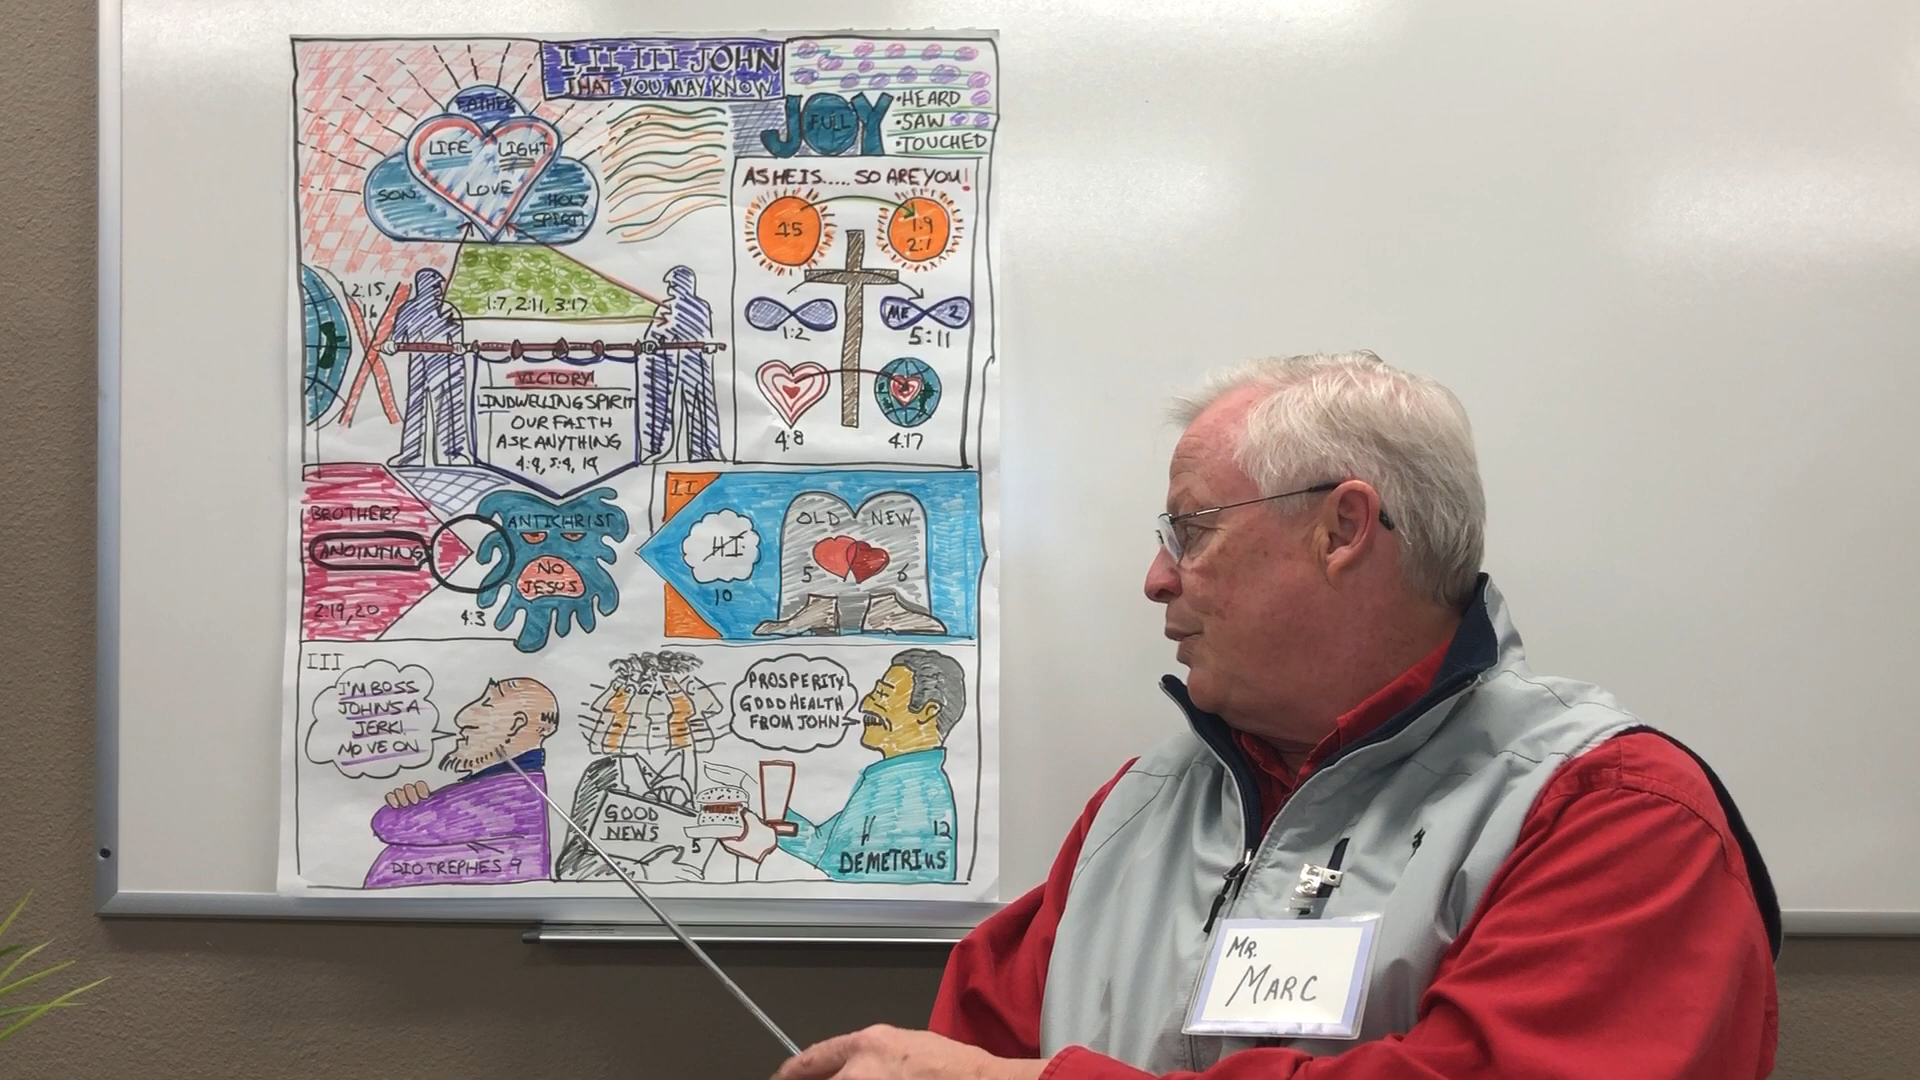 I, II, III JOHN
THAT YOU MAY KNOW
FATHER
LIFE LIGHT
LOVE
SON
HOLY
SPIRIT
JOY
FULL
•HEARD
•SAW
•TOUCHED
AS HE IS..... SO ARE YOU!
1:5
1:9
2:1
1:2
ME 2
5:11
4:8
4:17
2:15,
16
1:7, 2:11, 3:17
VICTORY!
INDWELLING SPIRIT
OUR FAITH
ASK ANYTHING
4:4, 5:4, 14
BROTHER?
ANOINTING
2:19, 20
4:3
ANTICHRIST
NO
JESUS
II
HI
10
OLD NEW
5 6
III
I'M BOSS
JOHN'S A
JERK!
MOVE ON
DIOTREPHES 9
GOOD
NEWS
5
PROSPERITY
GOOD HEALTH
FROM JOHN
12
DEMETRIUS
MR.
MARC